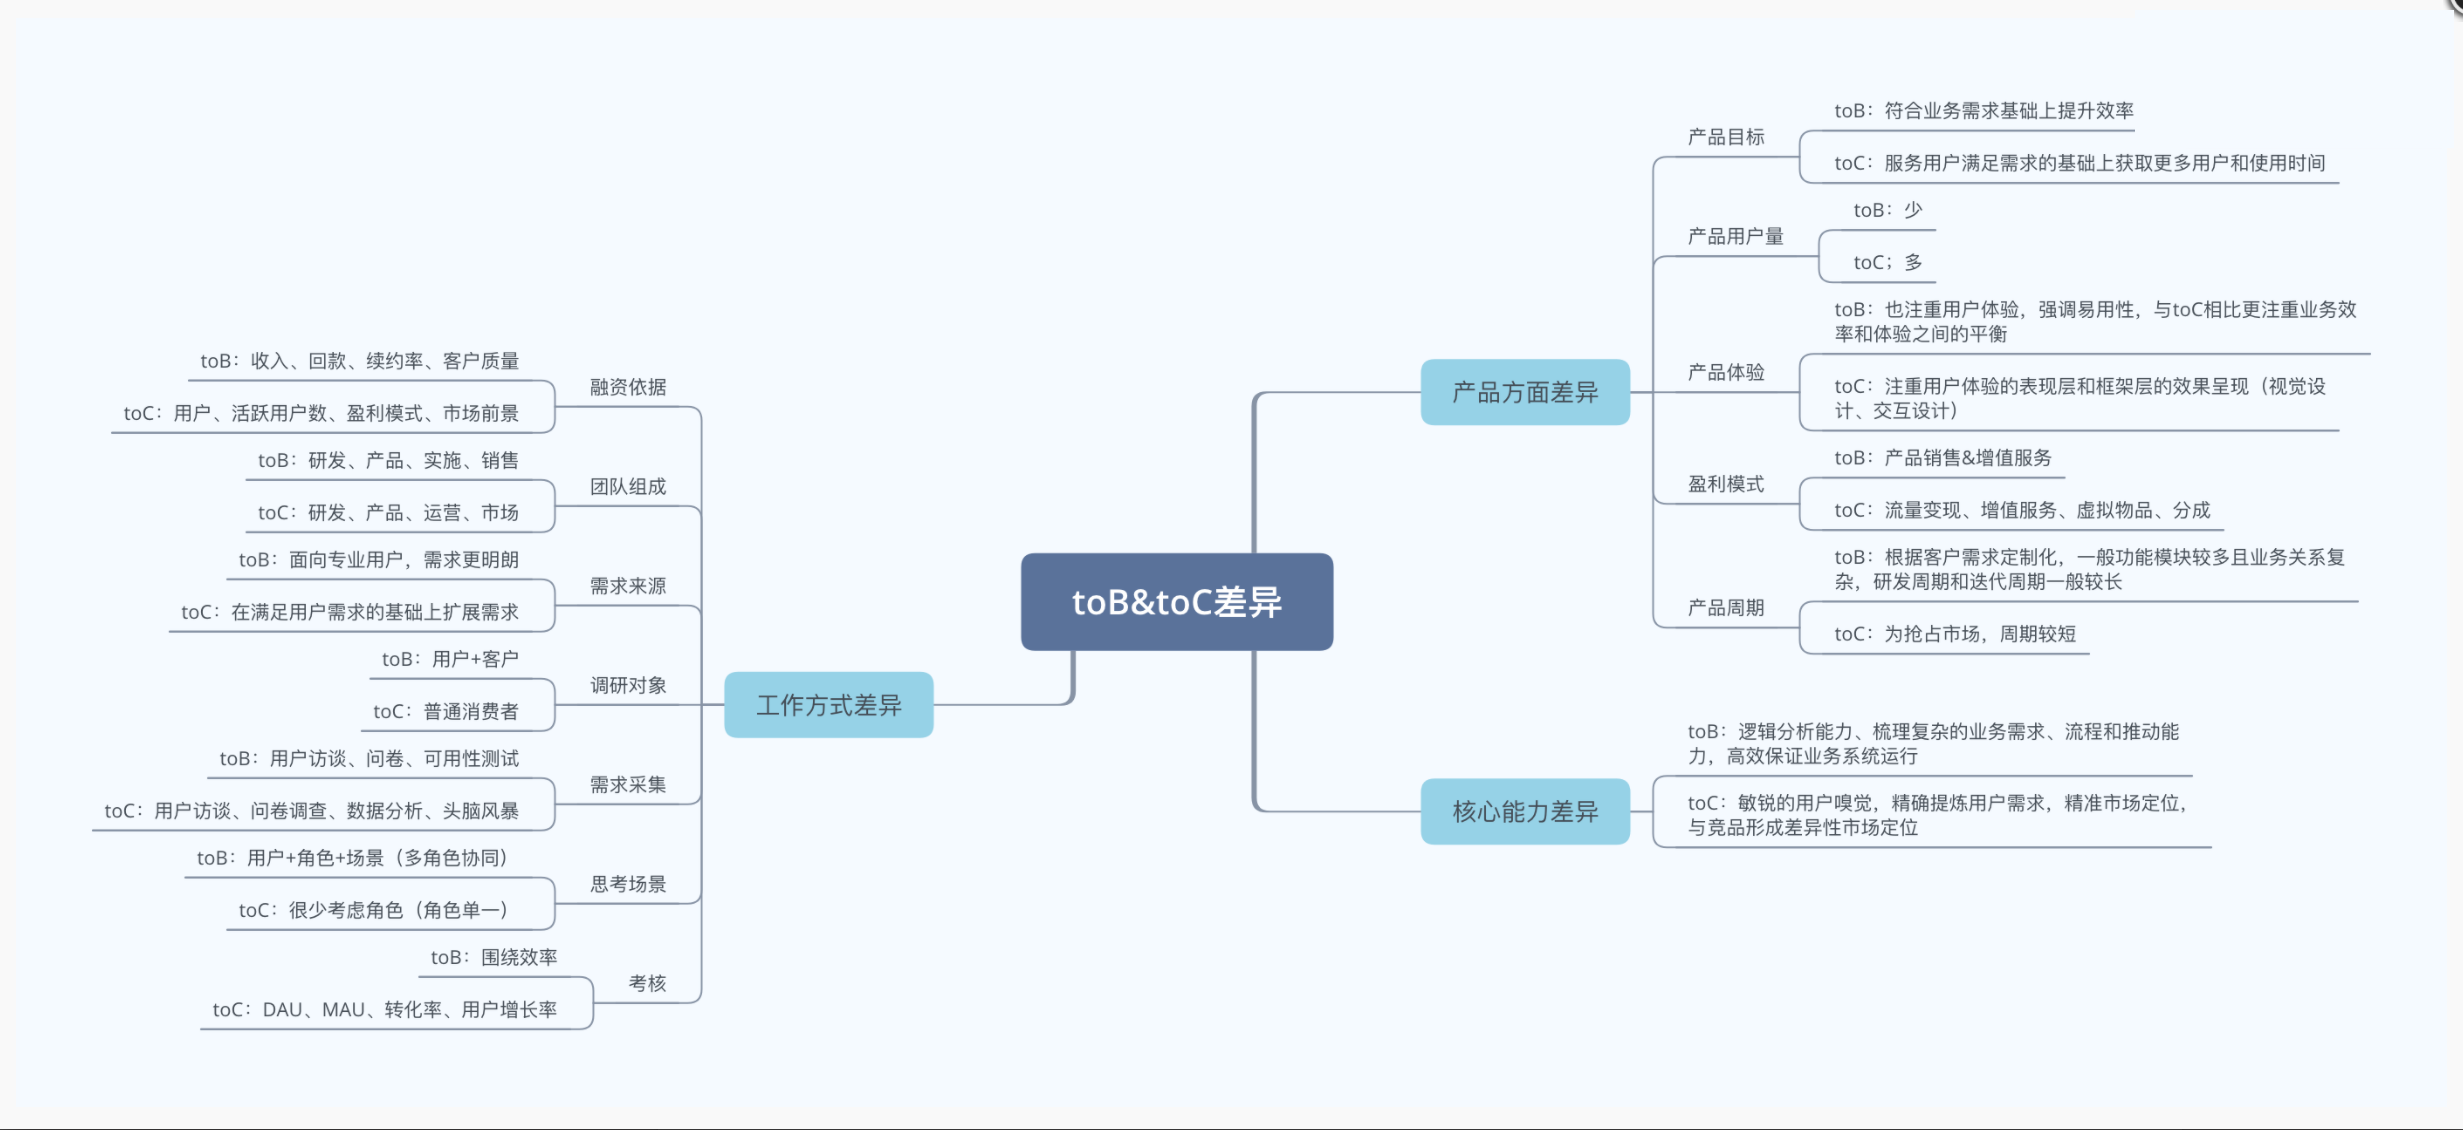 toB&toC差异
产品方面差异
产品目标
toB：符合业务需求基础上提升效率
toC：服务用户满足需求的基础上获取更多用户和使用时间
产品用户量
toB：少
toC；多
产品体验
toB：也注重用户体验，强调易用性，与toC相比更注重业务效
率和体验之间的平衡
toC：注重用户体验的表现层和框架层的效果呈现（视觉设
计、交互设计）
盈利模式
toB：产品销售&增值服务
toC：流量变现、增值服务、虚拟物品、分成
产品周期
toB：根据客户需求定制化，一般功能模块较多且业务关系复
杂，研发周期和迭代周期一般较长
toC：为抢占市场，周期较短
核心能力差异
toB：逻辑分析能力、梳理复杂的业务需求、流程和推动能
力，高效保证业务系统运行
toC：敏锐的用户嗅觉，精确提炼用户需求，精准市场定位，
与竞品形成差异性市场定位
工作方式差异
融资依据
toB：收入、回款、续约率、客户质量
toC：用户、活跃用户数、盈利模式、市场前景
团队组成
toB：研发、产品、实施、销售
toC：研发、产品、运营、市场
需求来源
toB：面向专业用户，需求更明朗
toC：在满足用户需求的基础上扩展需求
调研对象
toB：用户+客户
toC：普通消费者
需求采集
toB：用户访谈、问卷、可用性测试
toC：用户访谈、问卷调查、数据分析、头脑风暴
思考场景
toB：用户+角色+场景（多角色协同）
toC：很少考虑角色（角色单一）
考核
toB：围绕效率
toC：DAU、MAU、转化率、用户增长率